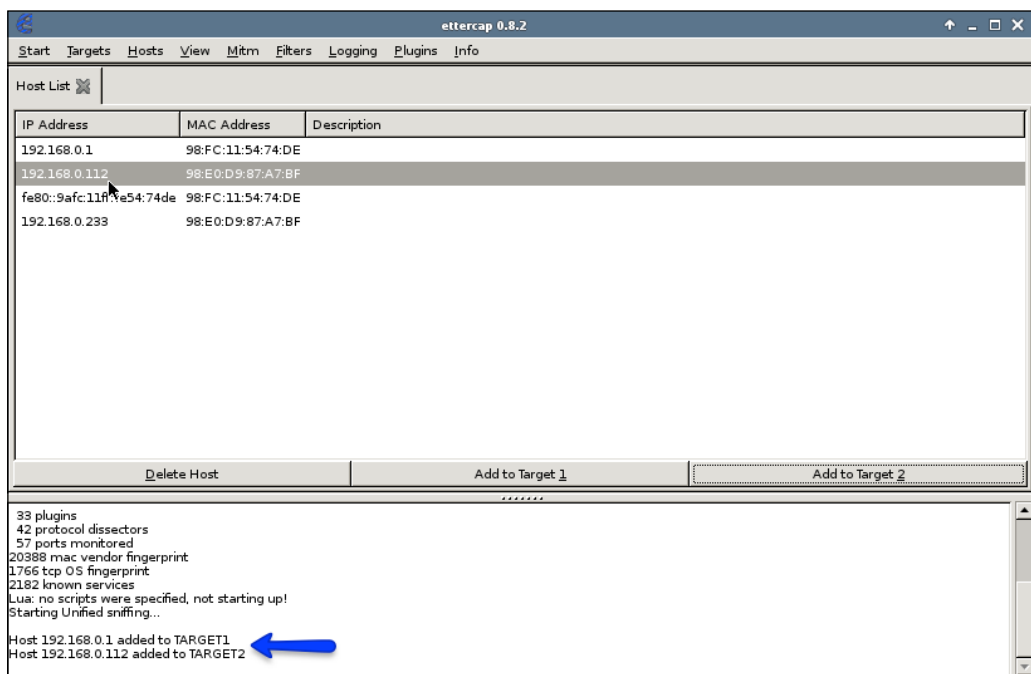 ettercap 0.8.2
Start Targets Hosts View Mitm Filters Logging Plugins Info
Host List
IP Address MAC Address Description
192.168.0.1 98:FC:11:54:74:DE
192.168.0.112 98:E0:D9:87:A7:BF
fe80::9afc:11ff:fe54:74de 98:FC:11:54:74:DE
192.168.0.233 98:E0:D9:87:A7:BF
Delete Host Add to Target 1 Add to Target 2
33 plugins
42 protocol dissectors
57 ports monitored
20388 mac vendor fingerprint
1766 tcp OS fingerprint
2182 known services
Lua: no scripts were specified, not starting up!
Starting Unified sniffing...
Host 192.168.0.1 added to TARGET1
Host 192.168.0.112 added to TARGET2